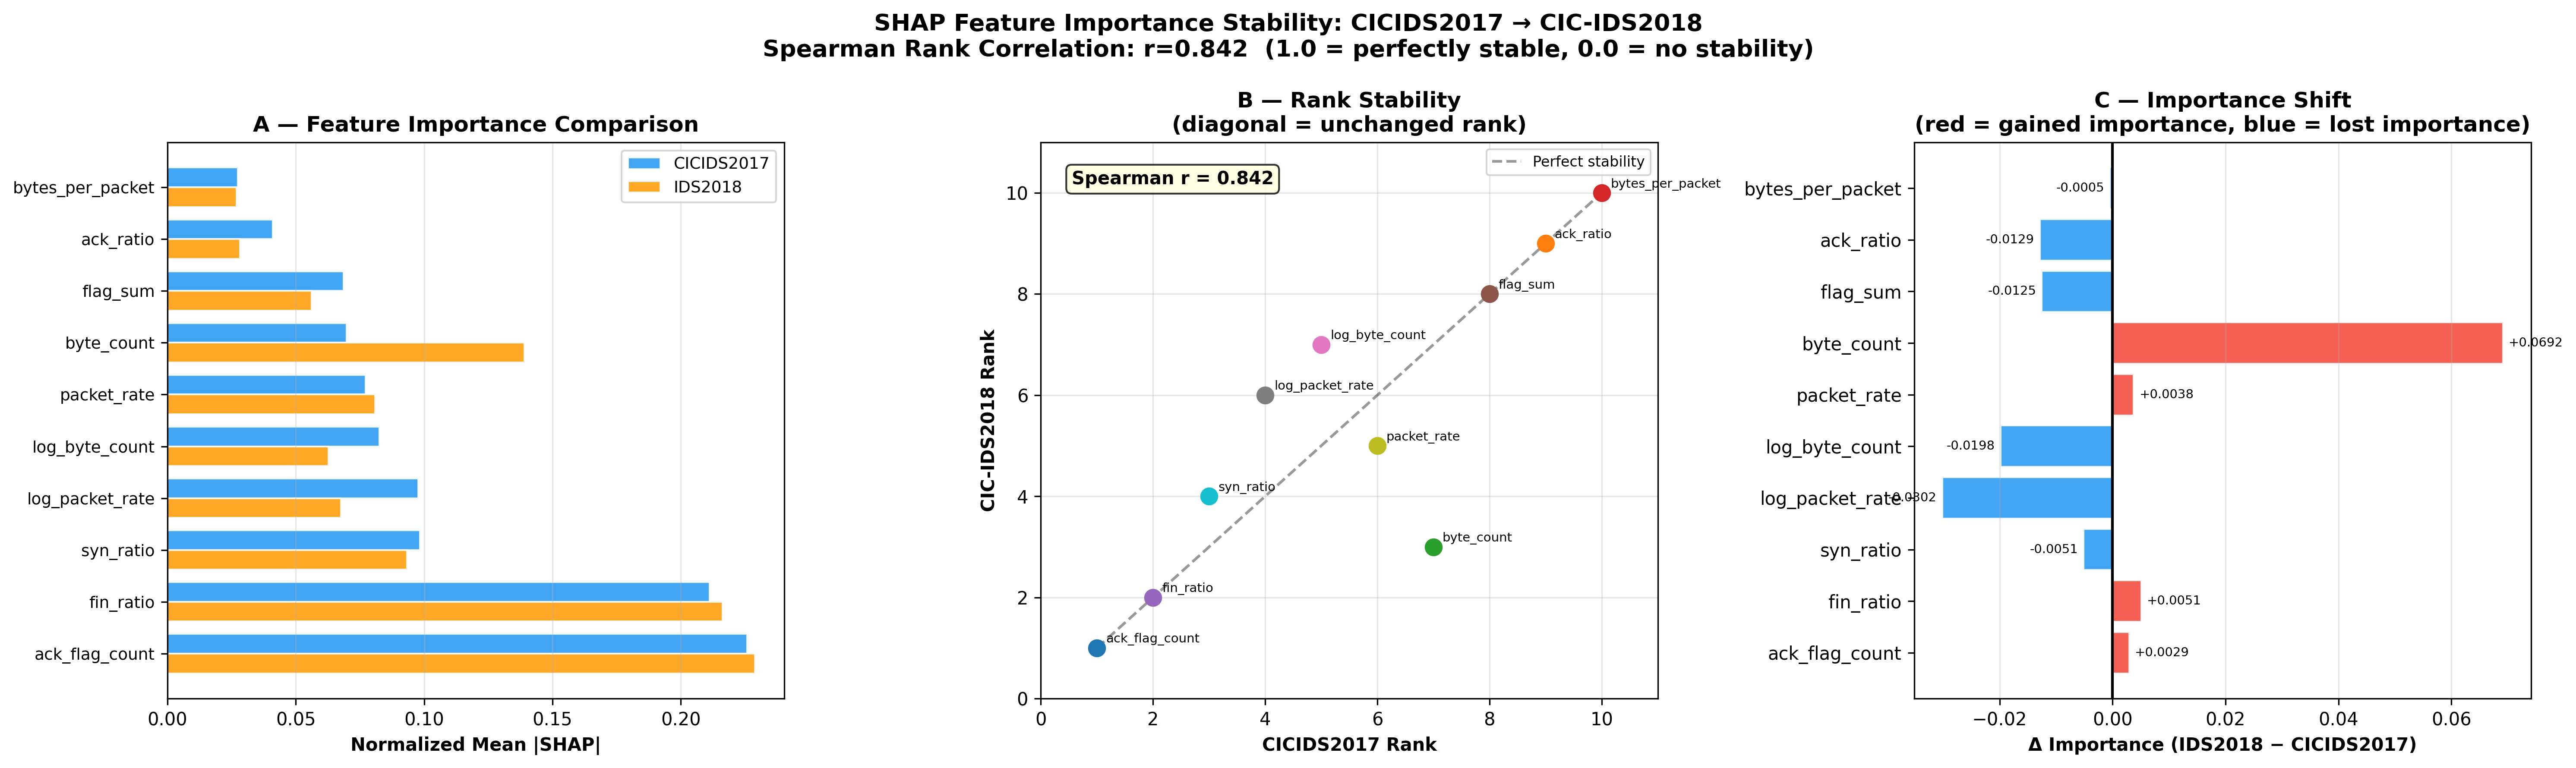 SHAP Feature Importance Stability: CICIDS2017 → CIC-IDS2018
Spearman Rank Correlation: r=0.842 (1.0 = perfectly stable, 0.0 = no stability)
A — Feature Importance Comparison
CICIDS2017
IDS2018
bytes_per_packet
ack_ratio
flag_sum
byte_count
packet_rate
log_byte_count
log_packet_rate
syn_ratio
fin_ratio
ack_flag_count
0.00 0.05 0.10 0.15 0.20
Normalized Mean |SHAP|
B — Rank Stability
(diagonal = unchanged rank)
Spearman r = 0.842
Perfect stability
bytes_per_packet
ack_ratio
flag_sum
log_byte_count
log_packet_rate
packet_rate
syn_ratio
byte_count
fin_ratio
ack_flag_count
10
8
6
4
2
0
CIC-IDS2018 Rank
0 2 4 6 8 10
CICIDS2017 Rank
C — Importance Shift
(red = gained importance, blue = lost importance)
bytes_per_packet -0.0005
ack_ratio -0.0129
flag_sum -0.0125
byte_count +0.0692
packet_rate +0.0038
log_byte_count -0.0198
log_packet_rate -0.0302
syn_ratio -0.0051
fin_ratio +0.0051
ack_flag_count +0.0029
−0.02 0.00 0.02 0.04 0.06
Δ Importance (IDS2018 − CICIDS2017)